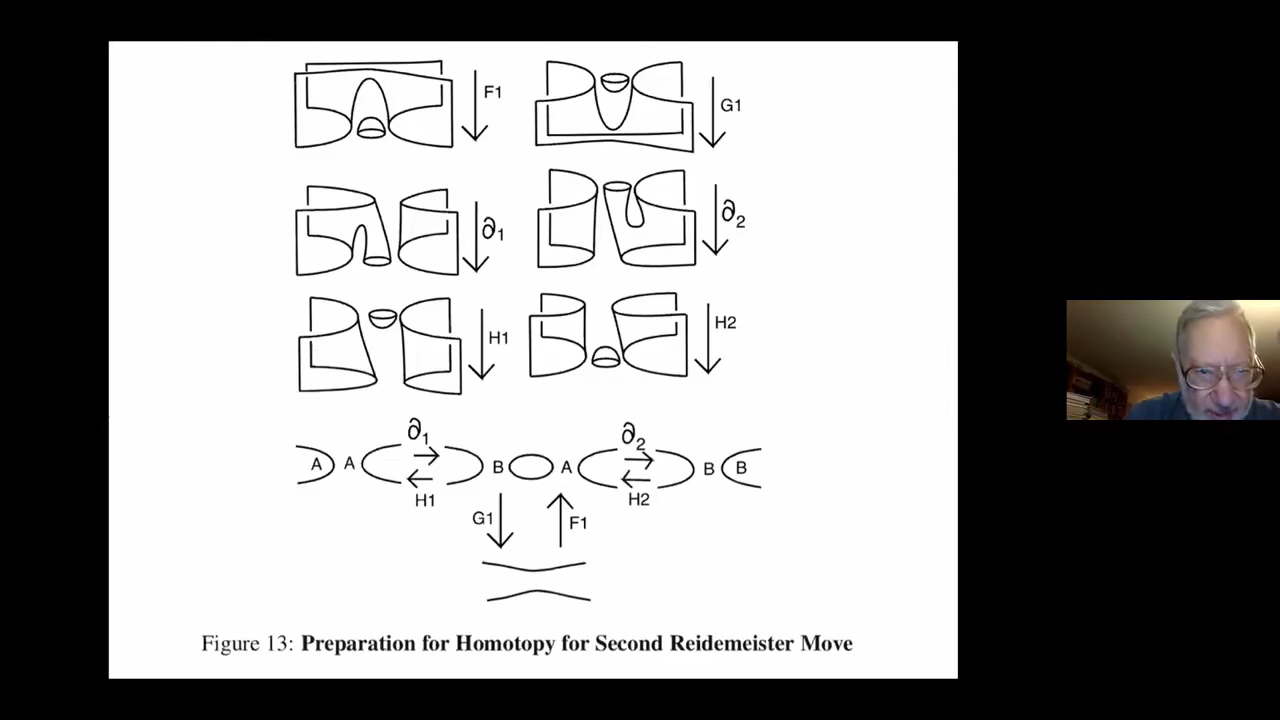 F1
G1
∂1
∂2
H1
H2
∂1 ∂2
A A B A B B
H1 H2
G1 F1
Figure 13: Preparation for Homotopy for Second Reidemeister Move